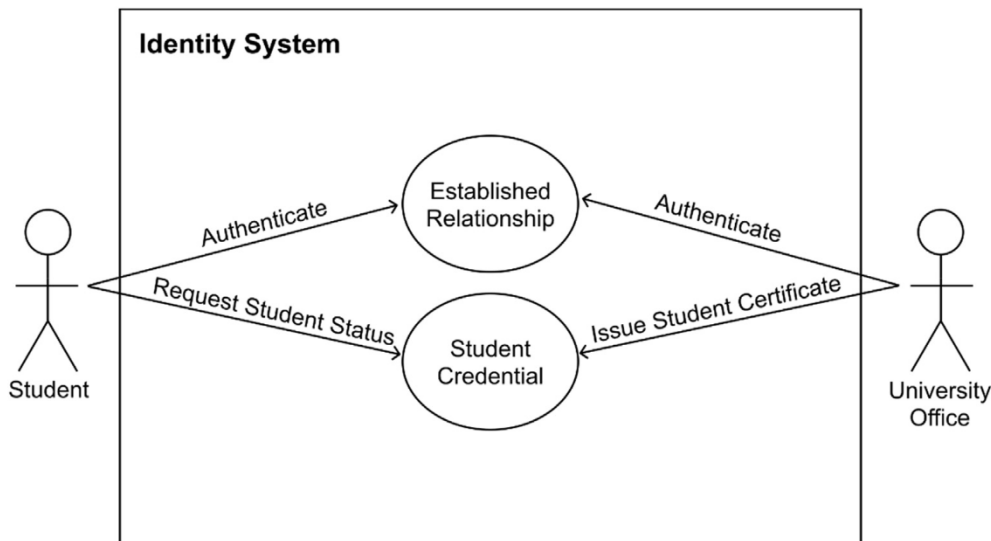 Identity System
Established
Relationship
Authenticate
Authenticate
Request Student Status
Issue Student Certificate
Student
Credential
Student
University
Office